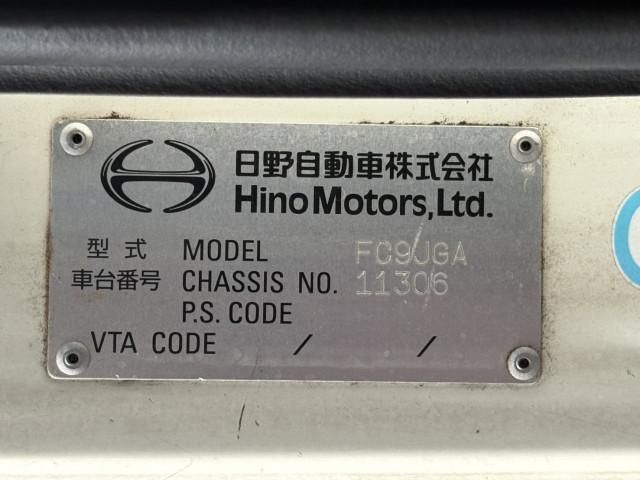 日野自動車株式会社
Hino Motors, Ltd.
型式 MODEL FC9JGA
車台番号 CHASSIS NO. 11306
P.S. CODE
VTA CODE / /